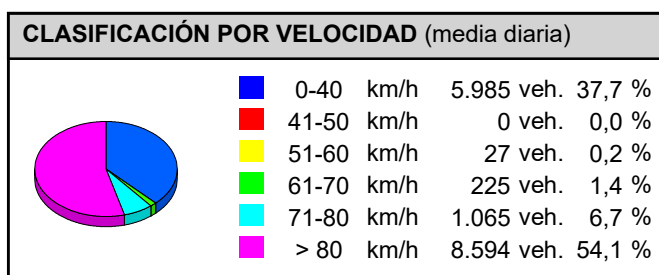 CLASIFICACIÓN POR VELOCIDAD (media diaria)
0-40 km/h 5.985 veh. 37,7 %
41-50 km/h 0 veh. 0,0 %
51-60 km/h 27 veh. 0,2 %
61-70 km/h 225 veh. 1,4 %
71-80 km/h 1.065 veh. 6,7 %
> 80 km/h 8.594 veh. 54,1 %